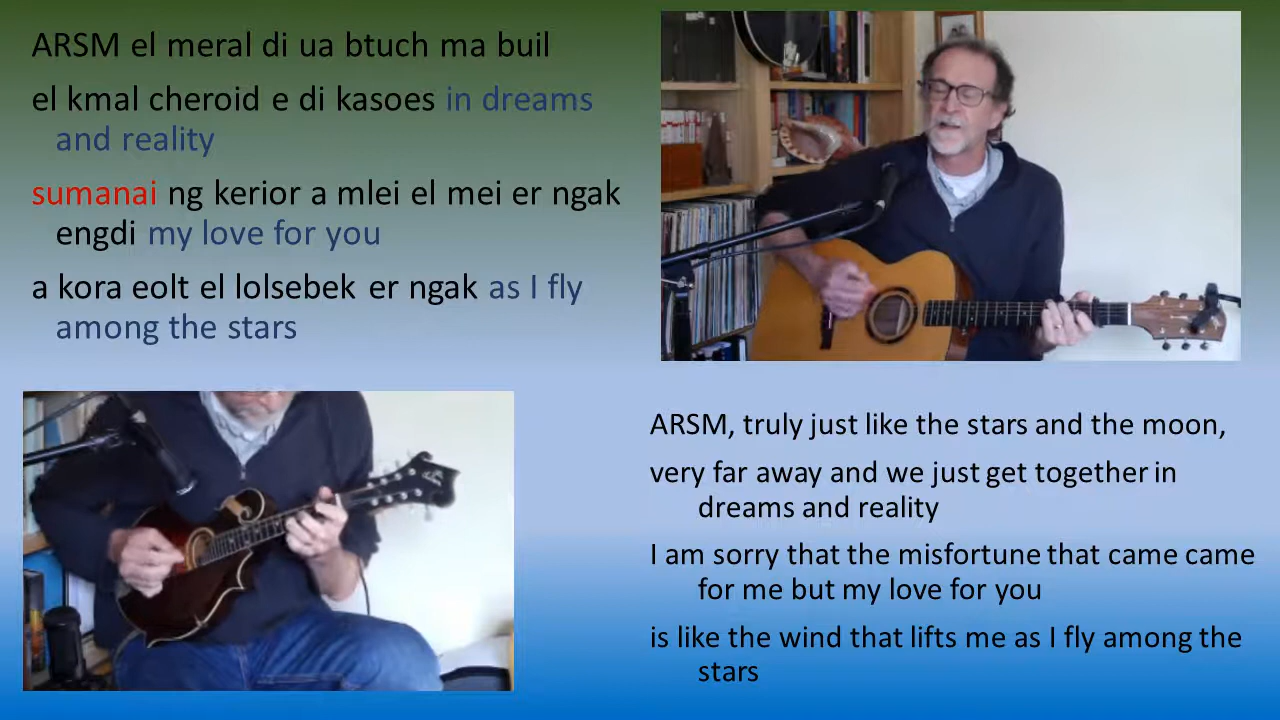 ARSM el meral di ua btuch ma buil
el kmal cheroid e di kasoes in dreams
and reality
sumanai ng kerior a mlei el mei er ngak
engdi my love for you
a kora eolt el lolsebek er ngak as I fly
among the stars
ARSM, truly just like the stars and the moon,
very far away and we just get together in
dreams and reality
I am sorry that the misfortune that came came
for me but my love for you
is like the wind that lifts me as I fly among the
stars